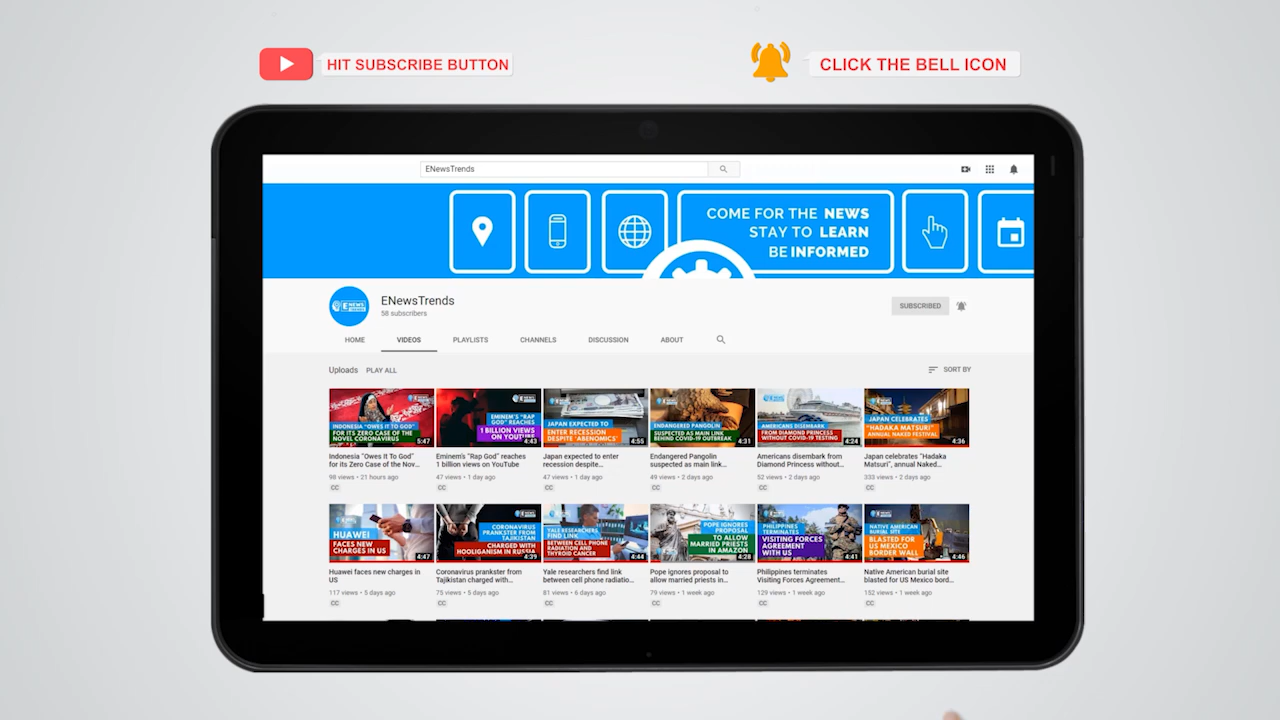 HIT SUBSCRIBE BUTTON
CLICK THE BELL ICON
ENewsTrends
COME FOR THE NEWS
STAY TO LEARN
BE INFORMED
ENewsTrends
58 subscribers
SUBSCRIBED
HOME VIDEOS PLAYLISTS CHANNELS DISCUSSION ABOUT
Uploads PLAY ALL
SORT BY
INDONESIA "OWES IT TO GOD"
FOR ITS ZERO CASE OF THE
NOVEL CORONAVIRUS
5:47
EMINEM'S "RAP
GOD" REACHES
1 BILLION VIEWS
ON YOUTUBE
4:43
JAPAN EXPECTED TO
ENTER RECESSION
DESPITE 'ABENOMICS'
4:55
ENDANGERED PANGOLIN
SUSPECTED AS MAIN LINK
BEHIND COVID-19 OUTBREAK
4:31
AMERICANS DISEMBARK
FROM DIAMOND PRINCESS
WITHOUT COVID-19 TESTING
4:24
JAPAN CELEBRATES
"HADAKA MATSURI"
ANNUAL NAKED FESTIVAL
4:36
Indonesia "Owes It To God"
for its Zero Case of the Nov...
98 views • 21 hours ago
CC
Eminem's "Rap God" reaches
1 billion views on YouTube
47 views • 1 day ago
CC
Japan expected to enter
recession despite...
47 views • 1 day ago
CC
Endangered Pangolin
suspected as main link...
49 views • 2 days ago
CC
Americans disembark from
Diamond Princess without...
52 views • 2 days ago
CC
Japan celebrates "Hadaka
Matsuri", annual Naked...
333 views • 2 days ago
CC
HUAWEI
FACES NEW
CHARGES IN US
4:47
CORONAVIRUS
PRANKSTER FROM
TAJIKISTAN
CHARGED WITH
HOOLIGANISM IN RUSSIA
4:39
YALE RESEARCHERS
FIND LINK
BETWEEN CELL PHONE
RADIATION AND
THYROID CANCER
4:44
POPE IGNORES
PROPOSAL
TO ALLOW
MARRIED PRIESTS
IN AMAZON
4:28
PHILIPPINES
TERMINATES
VISITING FORCES
AGREEMENT
WITH US
4:41
NATIVE AMERICAN
BURIAL SITE
BLASTED FOR
US MEXICO
BORDER WALL
4:46
Huawei faces new charges in
US
117 views • 5 days ago
CC
Coronavirus prankster from
Tajikistan charged with...
75 views • 5 days ago
CC
Yale researchers find link
between cell phone radiatio...
81 views • 6 days ago
CC
Pope ignores proposal to
allow married priests in...
79 views • 1 week ago
CC
Philippines terminates
Visiting Forces Agreement...
129 views • 1 week ago
CC
Native American burial site
blasted for US Mexico bord...
152 views • 1 week ago
CC